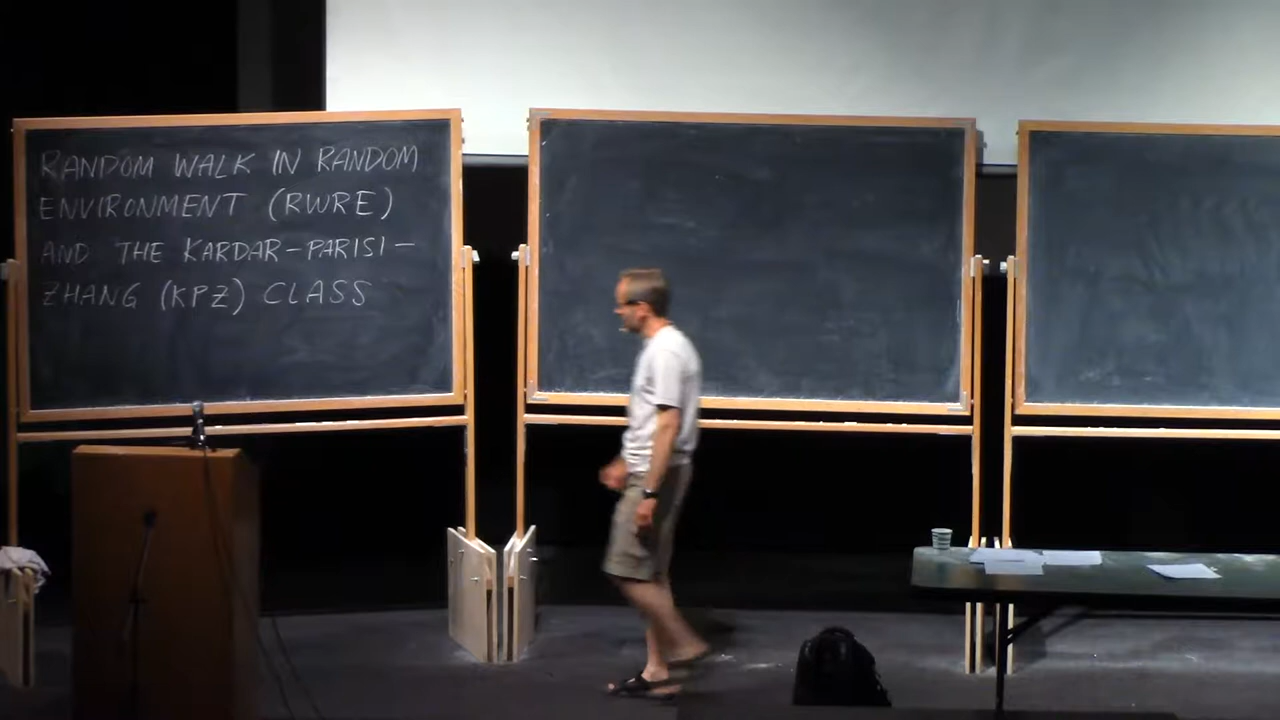 RANDOM WALK IN RANDOM
ENVIRONMENT (RWRE)
AND THE KARDAR-PARISI-
ZHANG (KPZ) CLASS